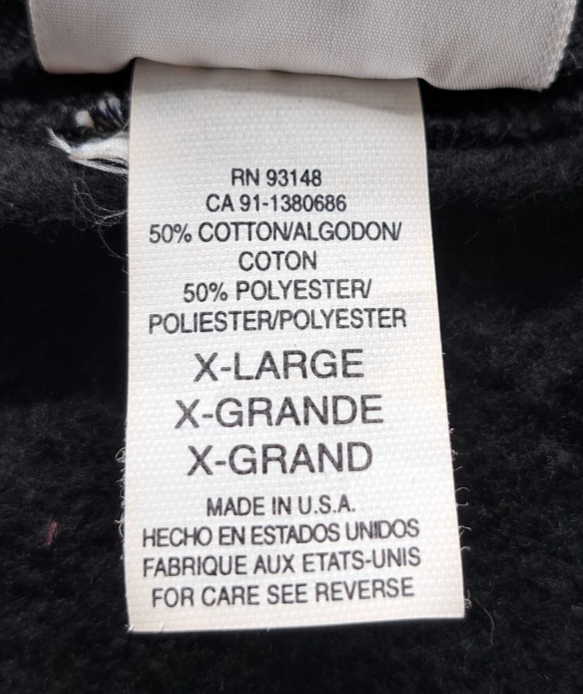 RN 93148
CA 91-1380686
50% COTTON/ALGODON/
COTON
50% POLYESTER/
POLIESTER/POLYESTER
X-LARGE
X-GRANDE
X-GRAND
MADE IN U.S.A.
HECHO EN ESTADOS UNIDOS
FABRIQUE AUX ETATS-UNIS
FOR CARE SEE REVERSE